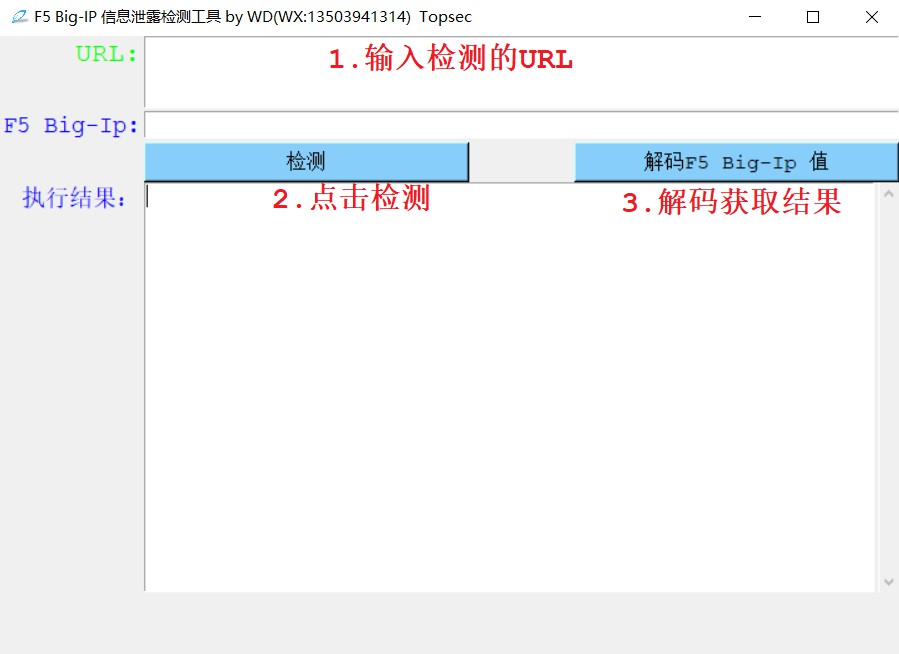 F5 Big-IP 信息泄露检测工具 by WD(WX:13503941314) Topsec
URL:
1.输入检测的URL
F5 Big-Ip:
检测
解码F5 Big-Ip 值
执行结果:
2.点击检测
3.解码获取结果